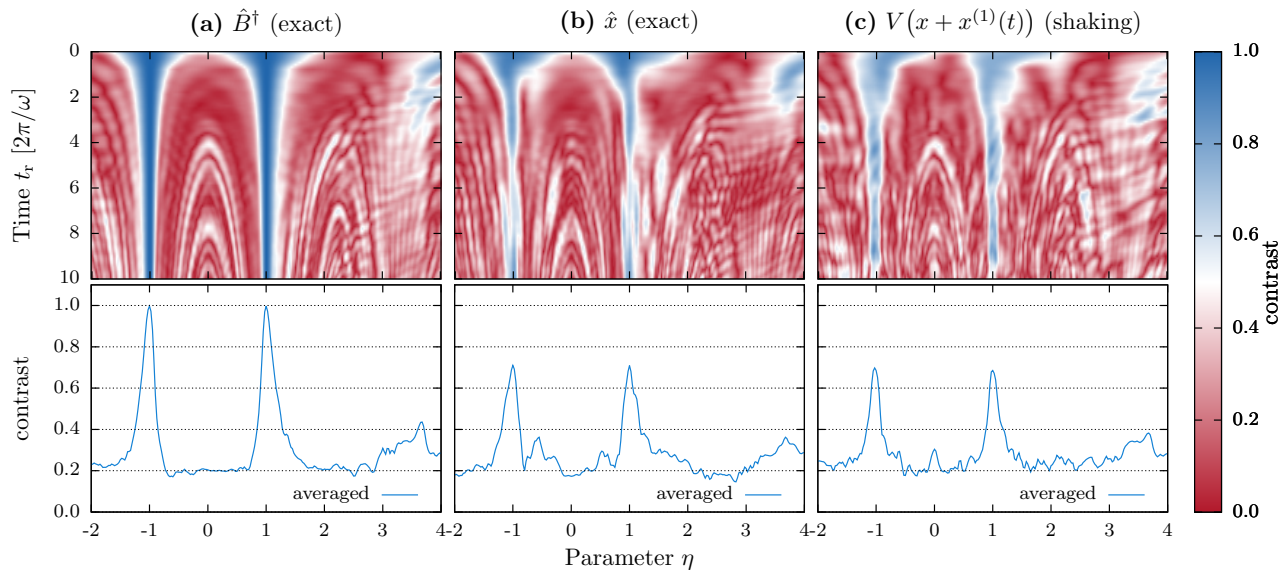 (a) B̂† (exact)
(b) x̂ (exact)
(c) V(x + x⁽¹⁾(t)) (shaking)
0
2
4
6
8
10
Time tᵣ [2π/ω]
1.0
0.8
0.6
0.4
0.2
0.0
contrast
1.0
0.8
0.6
0.4
0.2
0.0
contrast
averaged
averaged
averaged
-2 -1 0 1 2 3 4
-2 -1 0 1 2 3 4
-2 -1 0 1 2 3 4
Parameter η